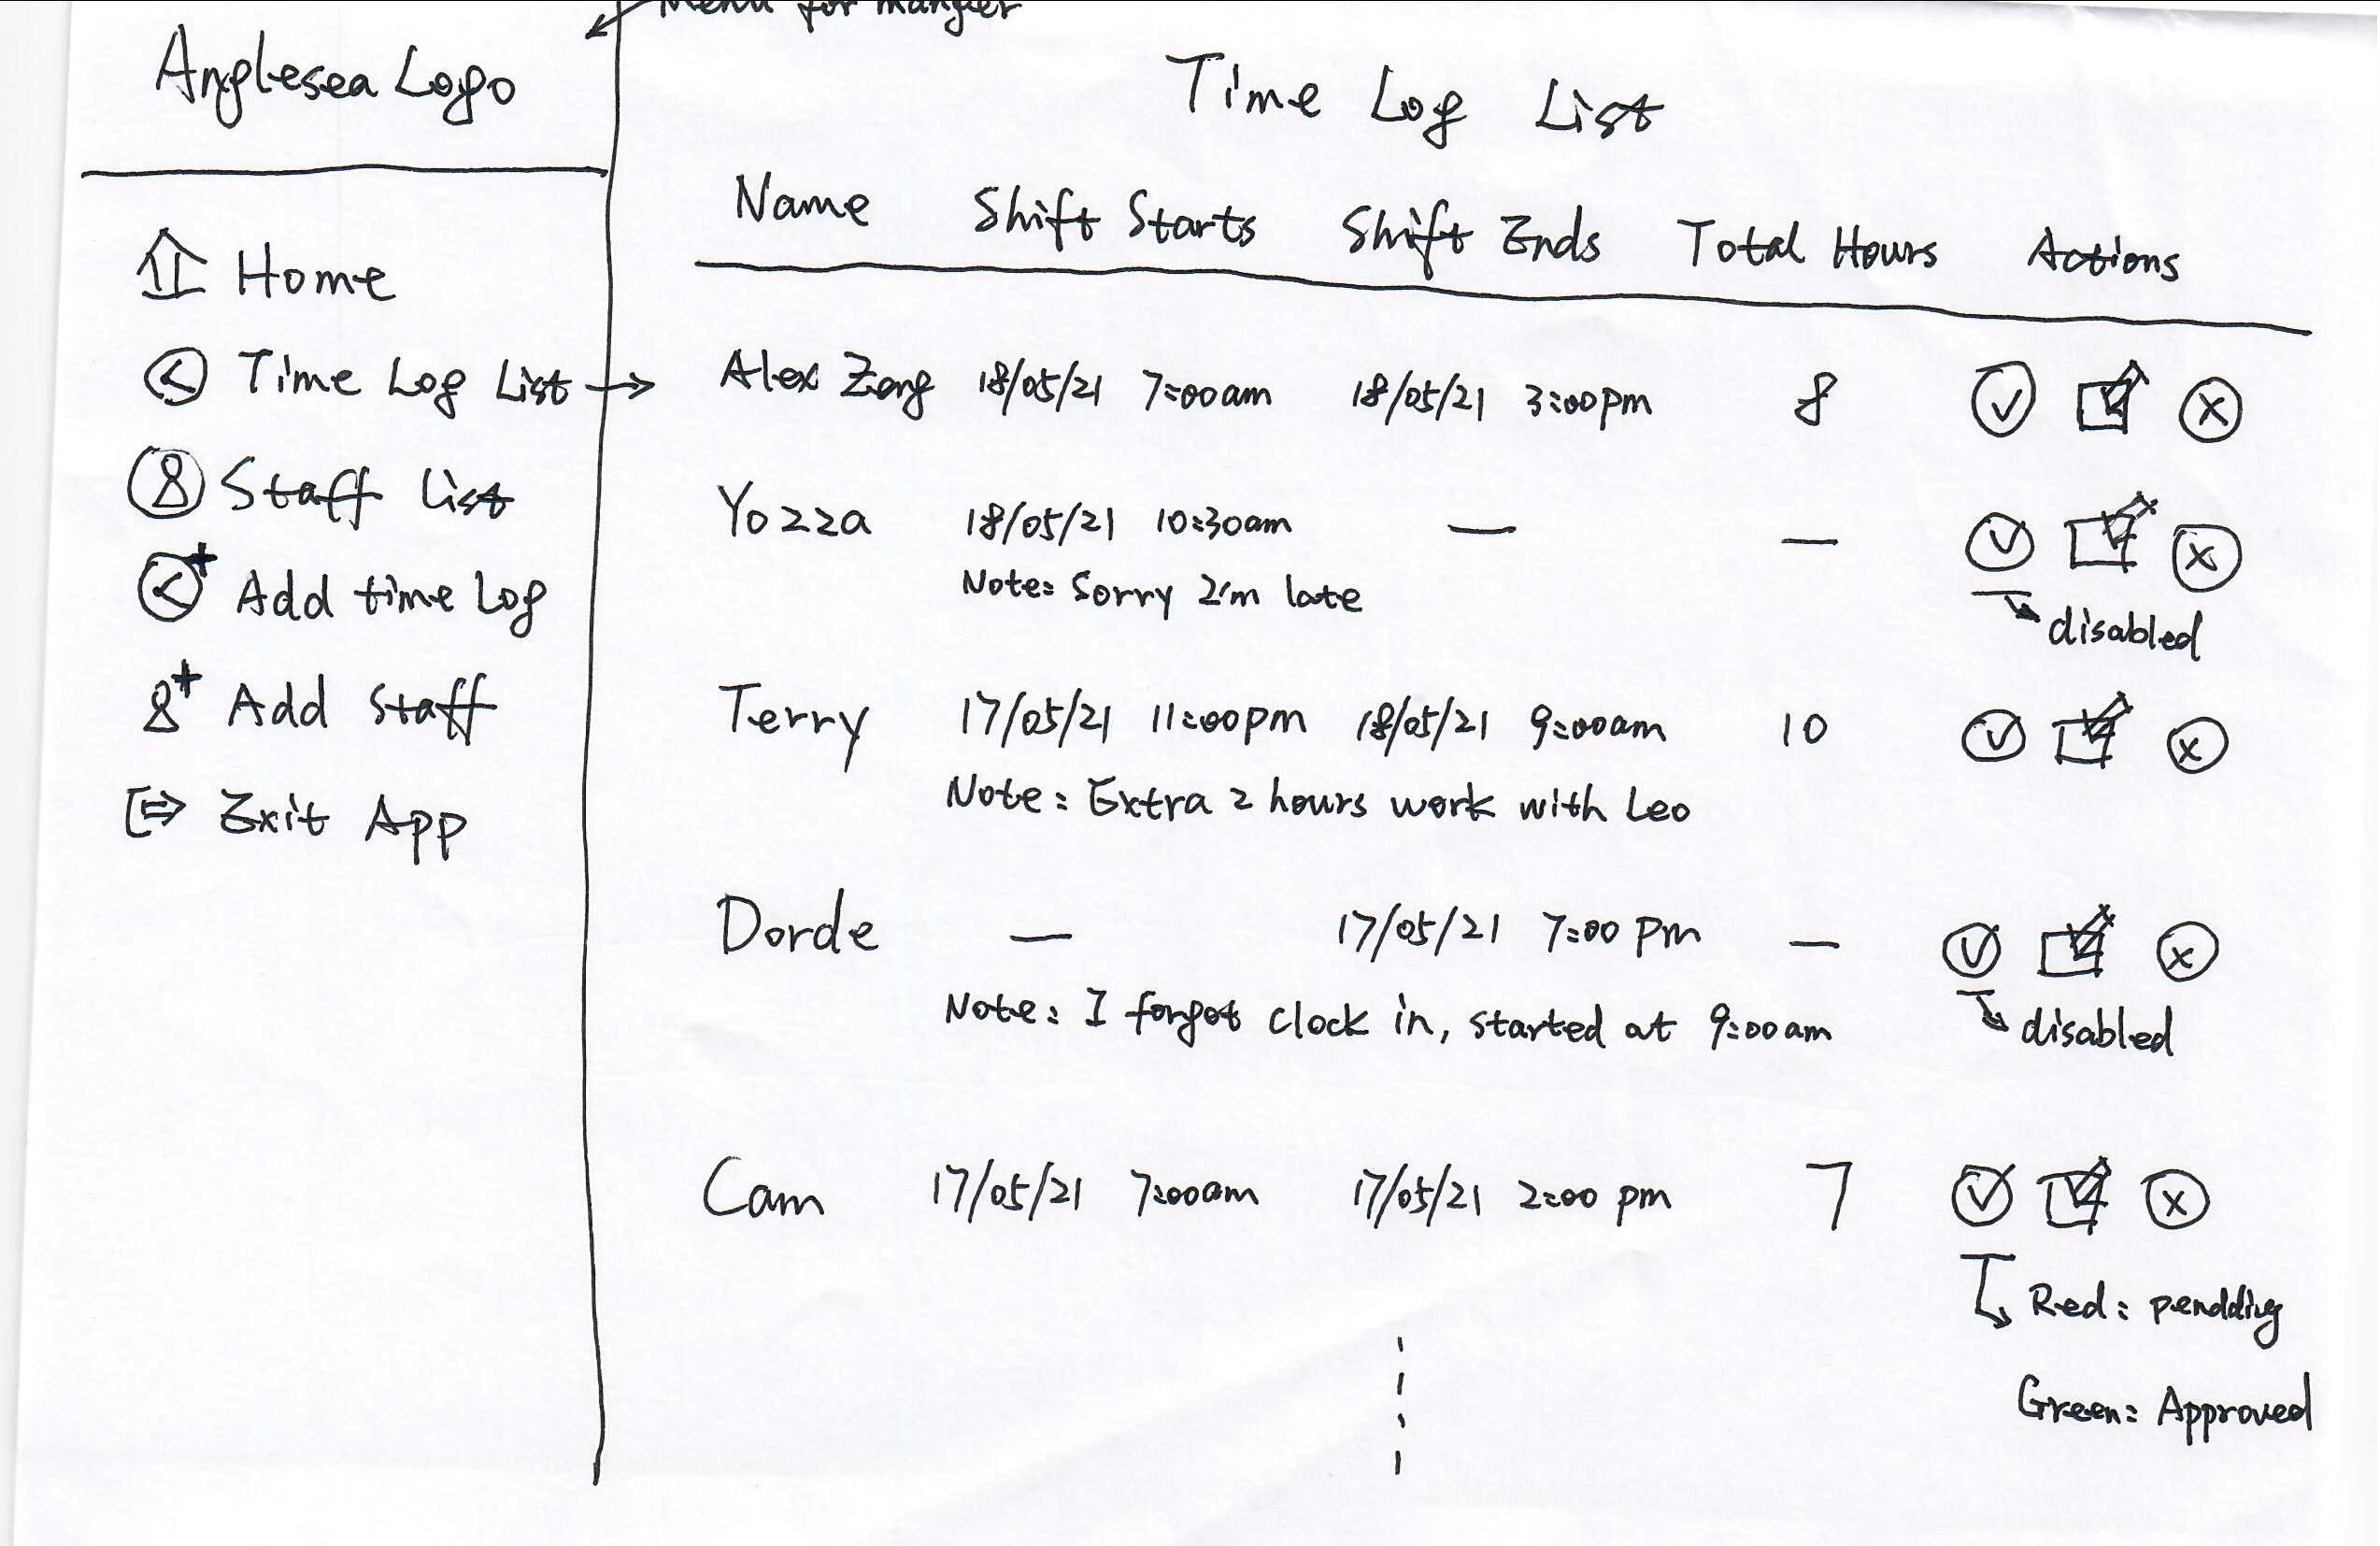 Menu for manger
Anglesea Logo
Home
Time Log List
Staff List
Add time Log
Add Staff
Exit App
Time Log List
Name Shift Starts Shift Ends Total Hours Actions
Alex Zeng 18/05/21 7:00am 18/05/21 3:00pm 8
Yozza 18/05/21 10:30am — —
Note: Sorry I'm late
disabled
Terry 17/05/21 11:00pm 18/05/21 9:00am 10
Note: Extra 2 hours work with Leo
Dorde — 17/05/21 7:00 pm —
Note: I forgot clock in, started at 9:00am
disabled
Cam 17/05/21 7:00am 17/05/21 2:00 pm 7
Red: pendding
Green: Approved